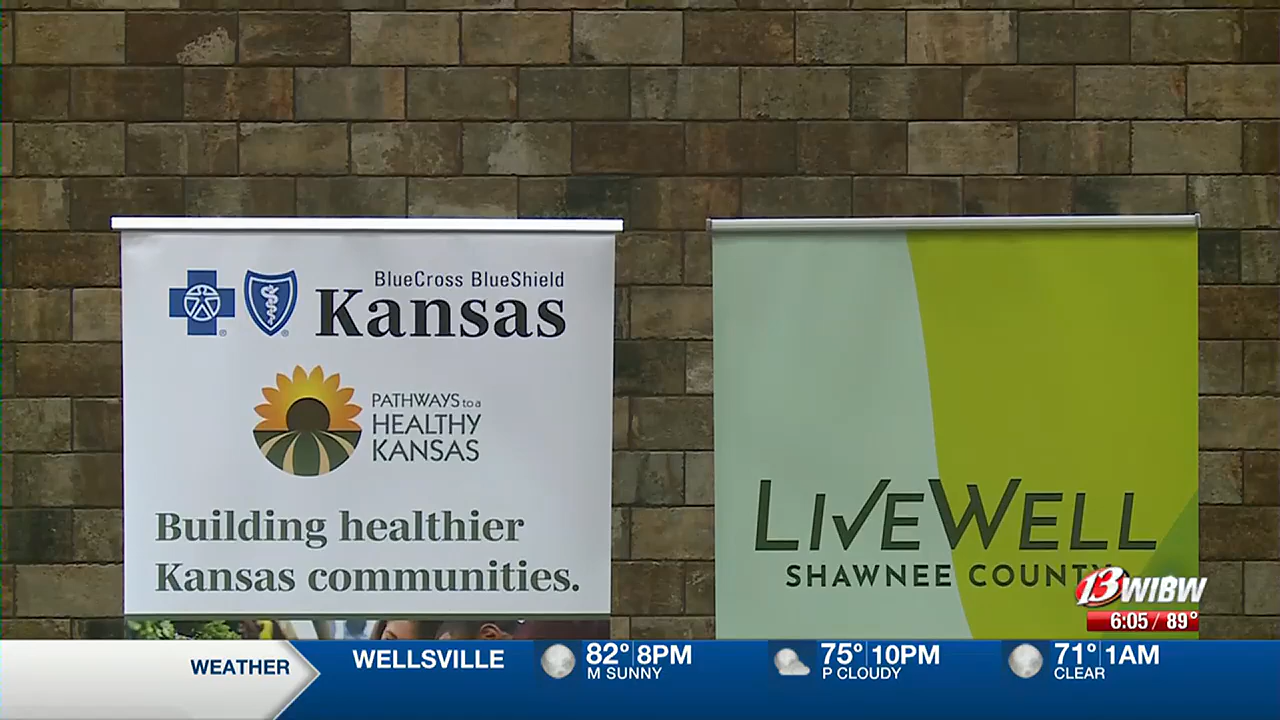 BlueCross BlueShield
Kansas
PATHWAYS to a
HEALTHY
KANSAS
Building healthier
Kansas communities.
LIVEWELL
SHAWNEE COUNTY
13 WIBW
6:05 / 89°
WEATHER
WELLSVILLE
82° 8PM
M SUNNY
75° 10PM
P CLOUDY
71° 1AM
CLEAR